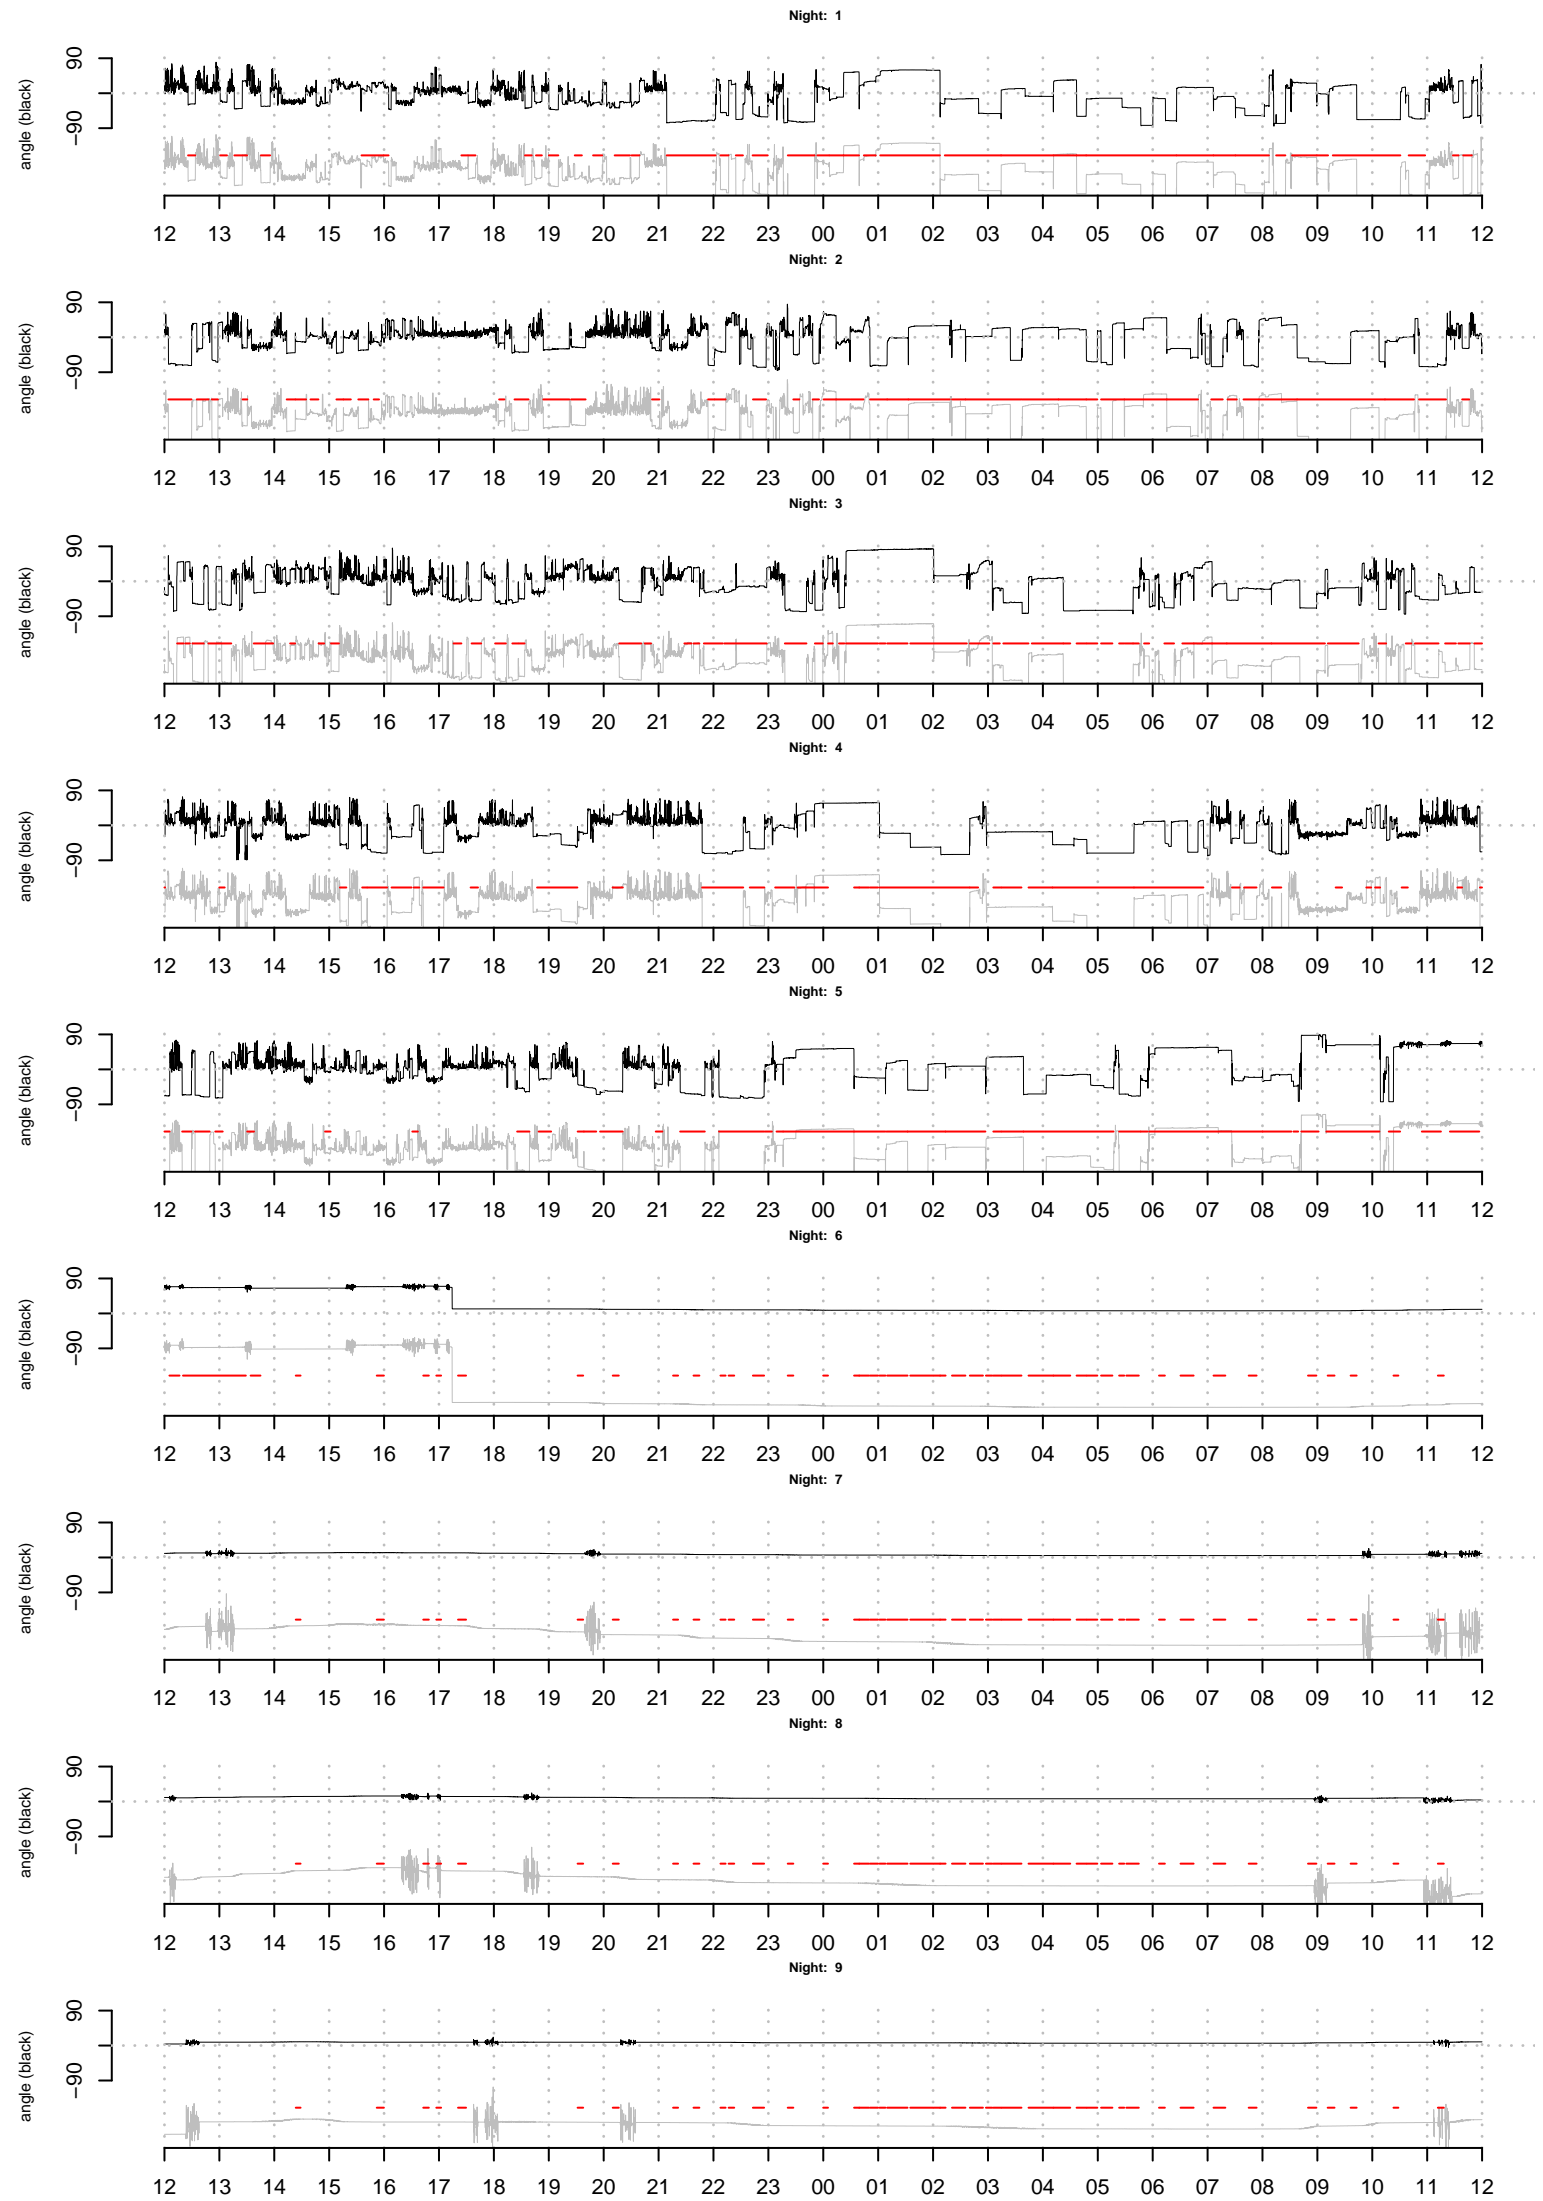 Night: 1
90
-90
angle (black)
12 13 14 15 16 17 18 19 20 21 22 23 00 01 02 03 04 05 06 07 08 09 10 11 12
Night: 2
90
-90
angle (black)
12 13 14 15 16 17 18 19 20 21 22 23 00 01 02 03 04 05 06 07 08 09 10 11 12
Night: 3
90
-90
angle (black)
12 13 14 15 16 17 18 19 20 21 22 23 00 01 02 03 04 05 06 07 08 09 10 11 12
Night: 4
90
-90
angle (black)
12 13 14 15 16 17 18 19 20 21 22 23 00 01 02 03 04 05 06 07 08 09 10 11 12
Night: 5
90
-90
angle (black)
12 13 14 15 16 17 18 19 20 21 22 23 00 01 02 03 04 05 06 07 08 09 10 11 12
Night: 6
90
-90
angle (black)
12 13 14 15 16 17 18 19 20 21 22 23 00 01 02 03 04 05 06 07 08 09 10 11 12
Night: 7
90
-90
angle (black)
12 13 14 15 16 17 18 19 20 21 22 23 00 01 02 03 04 05 06 07 08 09 10 11 12
Night: 8
90
-90
angle (black)
12 13 14 15 16 17 18 19 20 21 22 23 00 01 02 03 04 05 06 07 08 09 10 11 12
Night: 9
90
-90
angle (black)
12 13 14 15 16 17 18 19 20 21 22 23 00 01 02 03 04 05 06 07 08 09 10 11 12